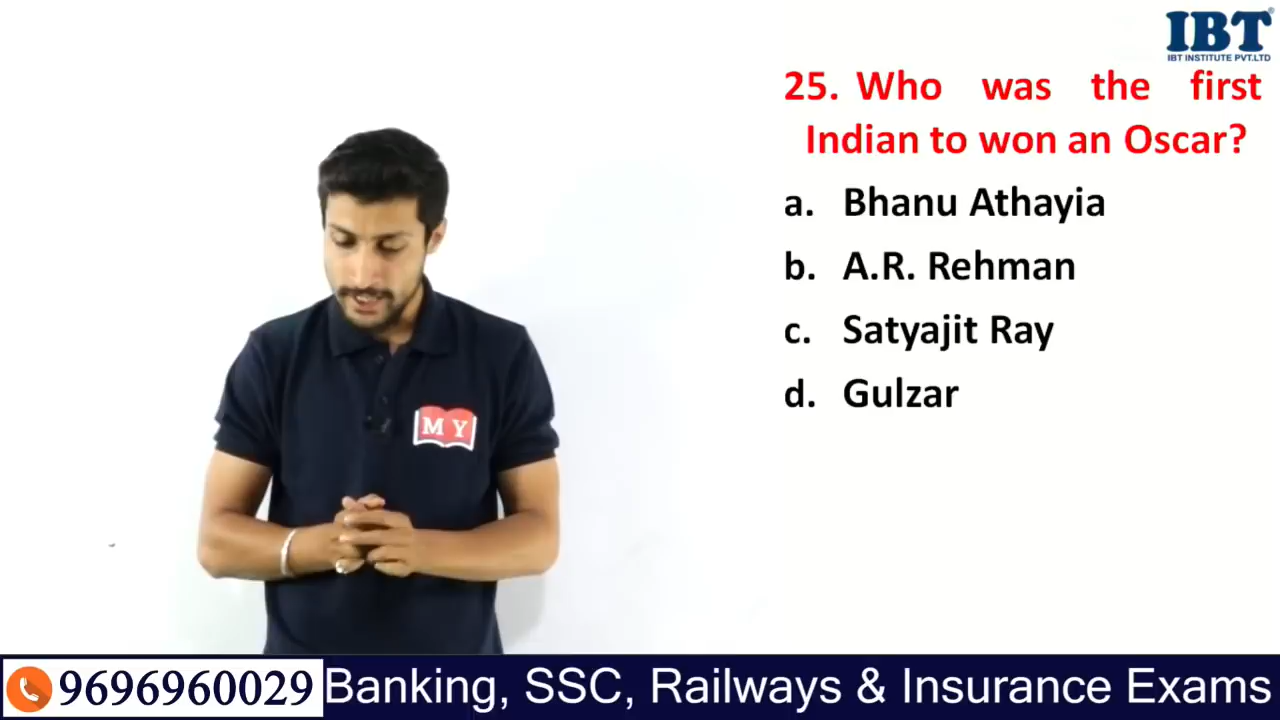 IBT
IBT INSTITUTE PVT.LTD
25. Who was the first
Indian to won an Oscar?
a. Bhanu Athayia
b. A.R. Rehman
c. Satyajit Ray
d. Gulzar
M Y
9696960029 Banking, SSC, Railways & Insurance Exams